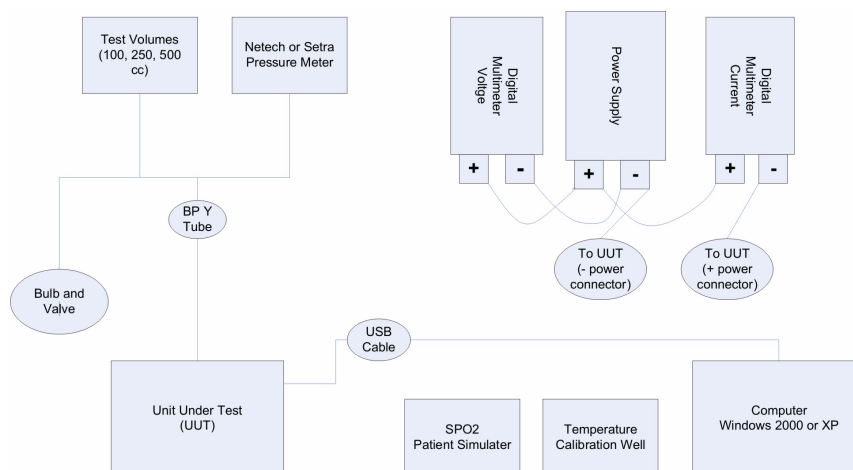 Test Volumes
(100, 250, 500
cc)
Netech or Setra
Pressure Meter
Digital
Multimeter
Voltge
Power Supply
Digital
Multimeter
Current
+
-
+
-
+
-
BP Y
Tube
To UUT
(- power
connector)
To UUT
(+ power
connector)
Bulb and
Valve
USB
Cable
Unit Under Test
(UUT)
SPO2
Patient Simulater
Temperature
Calibration Well
Computer
Windows 2000 or XP